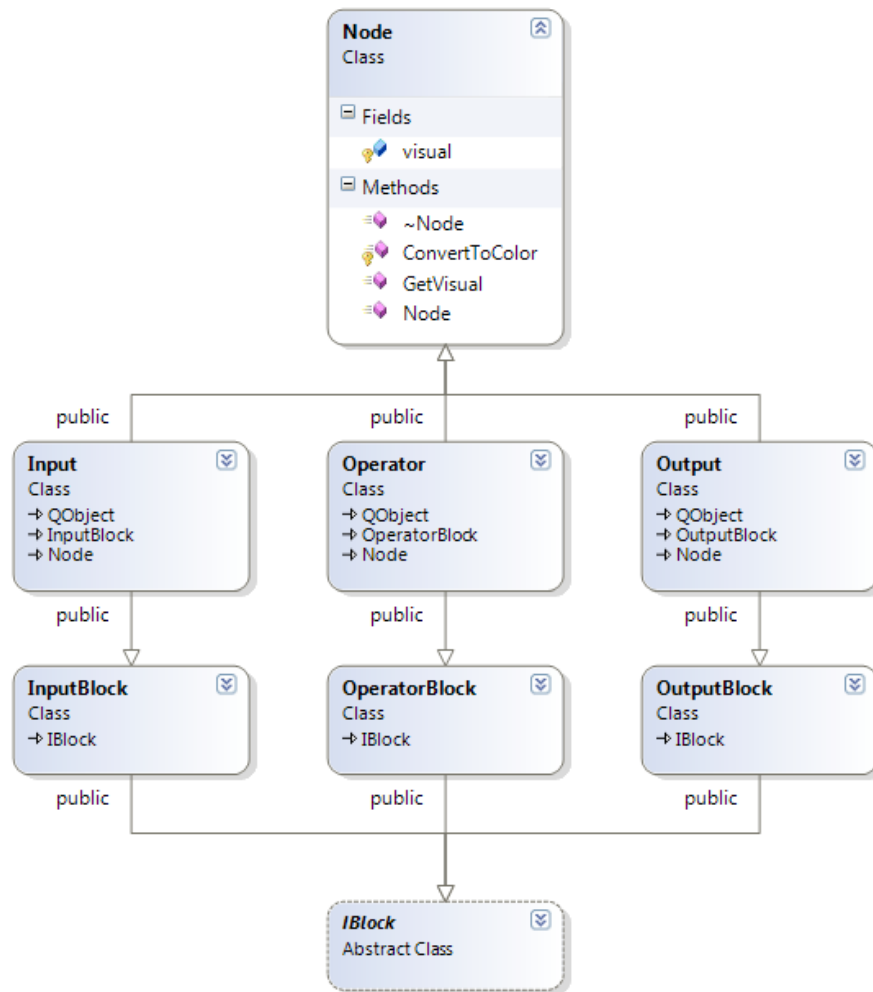 Node
Class
Fields
visual
Methods
~Node
ConvertToColor
GetVisual
Node
public
public
public
Input
Class
QObject
InputBlock
Node
Operator
Class
QObject
OperatorBlock
Node
Output
Class
QObject
OutputBlock
Node
public
public
public
InputBlock
Class
IBlock
OperatorBlock
Class
IBlock
OutputBlock
Class
IBlock
public
public
public
IBlock
Abstract Class